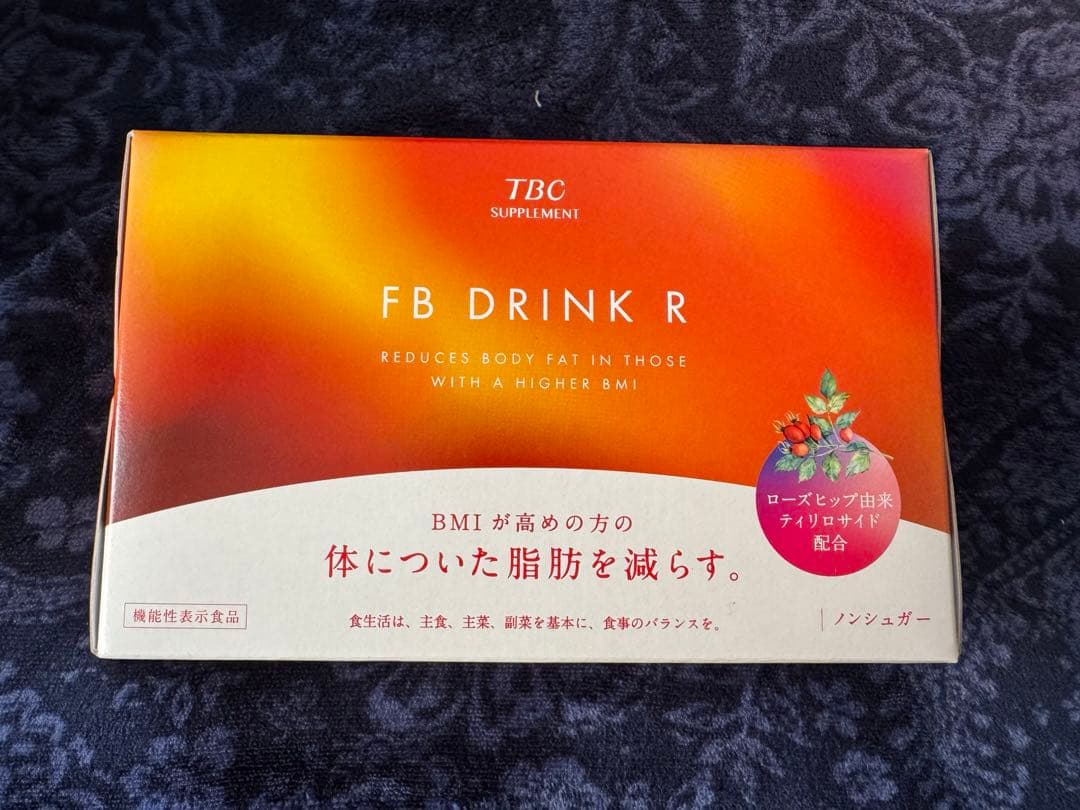 TBC
SUPPLEMENT
FB DRINK R
REDUCES BODY FAT IN THOSE
WITH A HIGHER BMI
ローズヒップ由来
ティリロサイド
配合
BMIが高めの方の
体についた脂肪を減らす。
機能性表示食品
食生活は、主食、主菜、副菜を基本に、食事のバランスを。
ノンシュガー